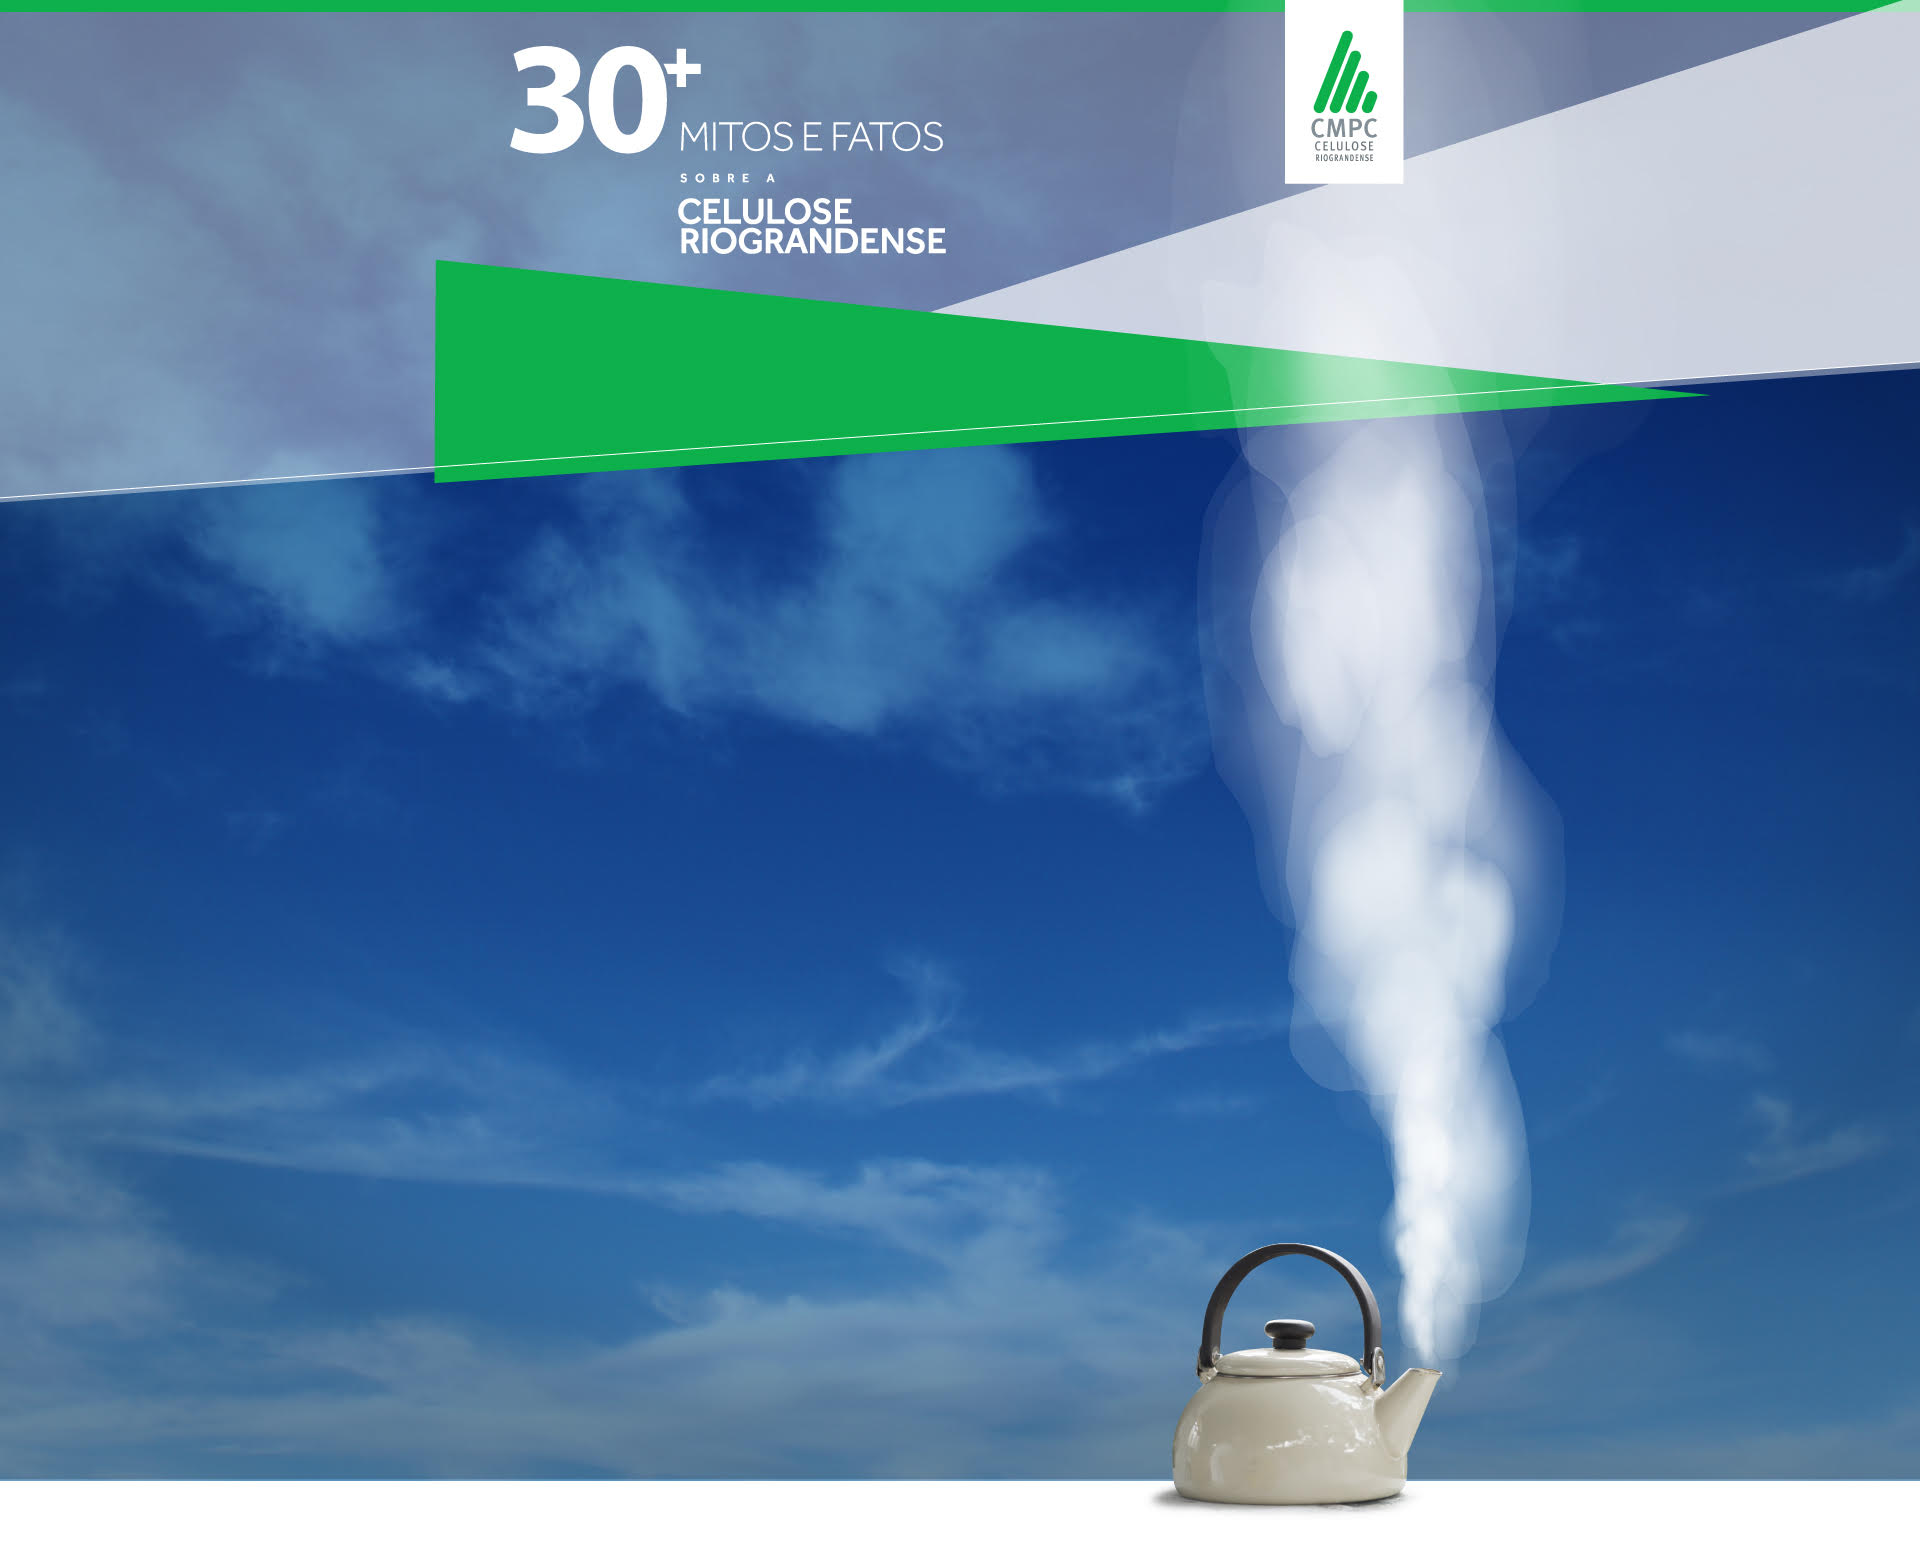 30+
MITOS E FATOS
SOBRE A
CELULOSE
RIOGRANDENSE
CMPC
CELULOSE
RIOGRANDENSE